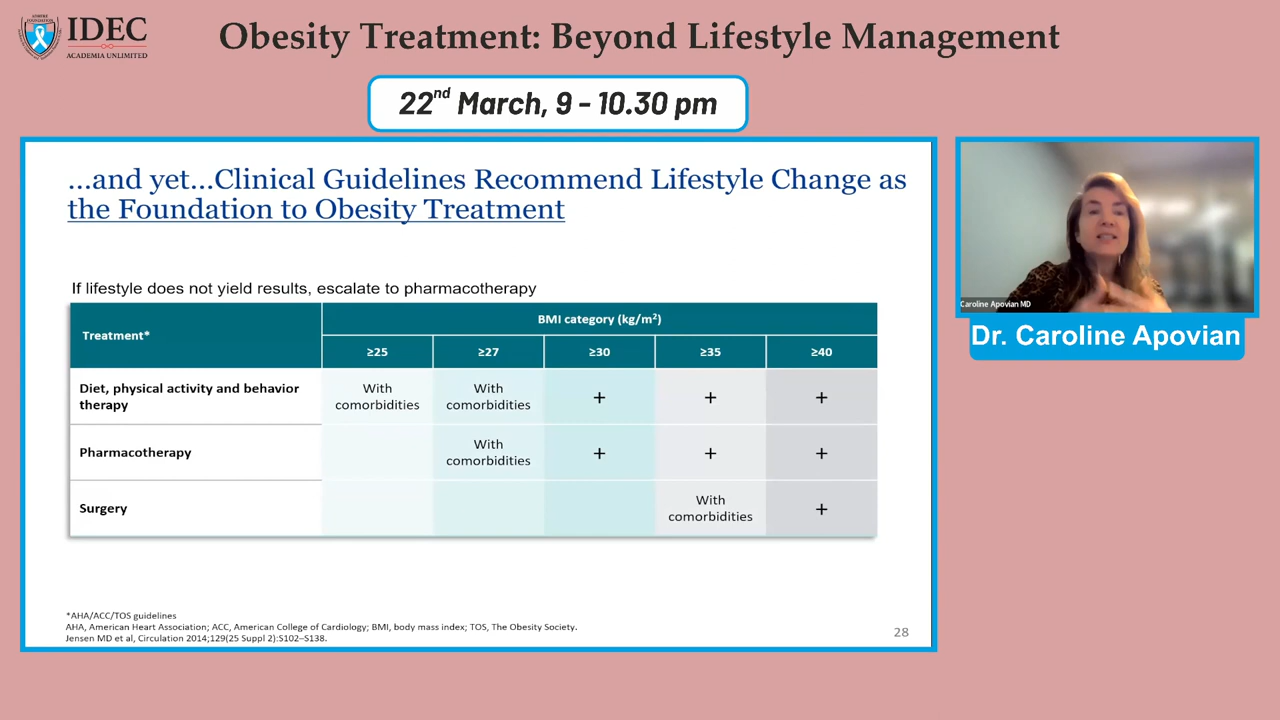 IDEC
ACADEMIA UNLIMITED
Obesity Treatment: Beyond Lifestyle Management
22nd March, 9 - 10.30 pm
...and yet...Clinical Guidelines Recommend Lifestyle Change as
the Foundation to Obesity Treatment
If lifestyle does not yield results, escalate to pharmacotherapy
Treatment*
BMI category (kg/m²)
≥25 ≥27 ≥30 ≥35 ≥40
Diet, physical activity and behavior
therapy
With
comorbidities
With
comorbidities
+ + +
Pharmacotherapy
With
comorbidities
+ + +
Surgery
With
comorbidities
+
*AHA/ACC/TOS guidelines
AHA, American Heart Association; ACC, American College of Cardiology; BMI, body mass index; TOS, The Obesity Society.
Jensen MD et al, Circulation 2014;129(25 Suppl 2):S102–S138.
28
Caroline Apovian MD
Dr. Caroline Apovian